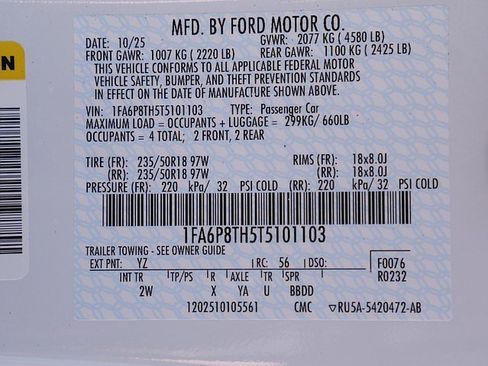 MFD. BY FORD MOTOR CO.
DATE: 10/25 GVWR: 2077 KG ( 4580 LB)
FRONT GAWR: 1007 KG (2220 LB) REAR GAWR: 1100 KG (2425 LB)
THIS VEHICLE CONFORMS TO ALL APPLICABLE FEDERAL MOTOR
VEHICLE SAFETY, BUMPER, AND THEFT PREVENTION STANDARDS
IN EFFECT ON THE DATE OF MANUFACTURE SHOWN ABOVE.
VIN: 1FA6P8TH5T5101103 TYPE: Passenger Car
MAXIMUM LOAD = OCCUPANTS + LUGGAGE = 299KG/ 660LB
OCCUPANTS = 4 TOTAL; 2 FRONT, 2 REAR
TIRE (FR): 235/50R18 97W RIMS (FR): 18x8.0J
(RR): 235/50R18 97W (RR): 18x8.0J
PRESSURE (FR): 220 kPa/ 32 PSI COLD (RR): 220 kPa/ 32 PSI COLD
1FA6P8TH5T5101103
TRAILER TOWING - SEE OWNER GUIDE
EXT PNT: YZ RC: 56 DSO: F0076
INT TR TP/PS R AXLE TR SPR R0232
2W X YA U BBDD
1202510105561 CMC ▽RU5A-5420472-AB
N